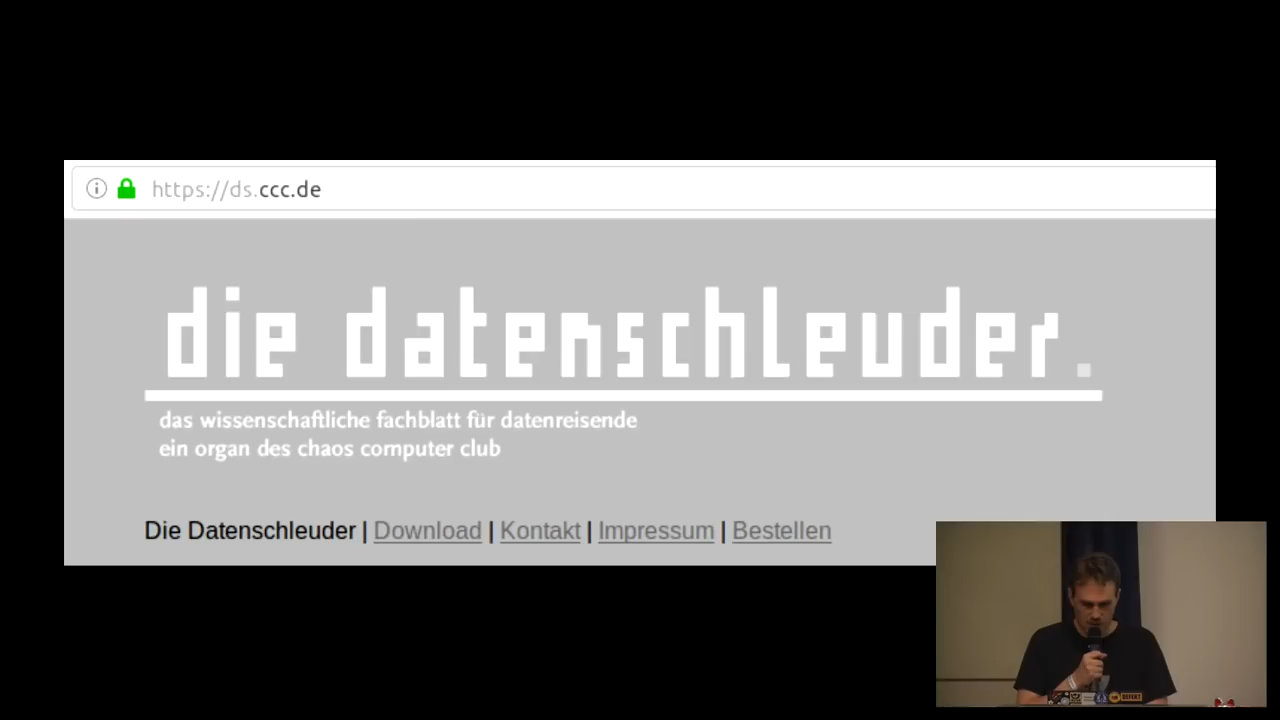 https://ds.ccc.de
die datenschleuder.
das wissenschaftliche fachblatt für datenreisende
ein organ des chaos computer club
Die Datenschleuder | Download | Kontakt | Impressum | Bestellen
DEFEKT